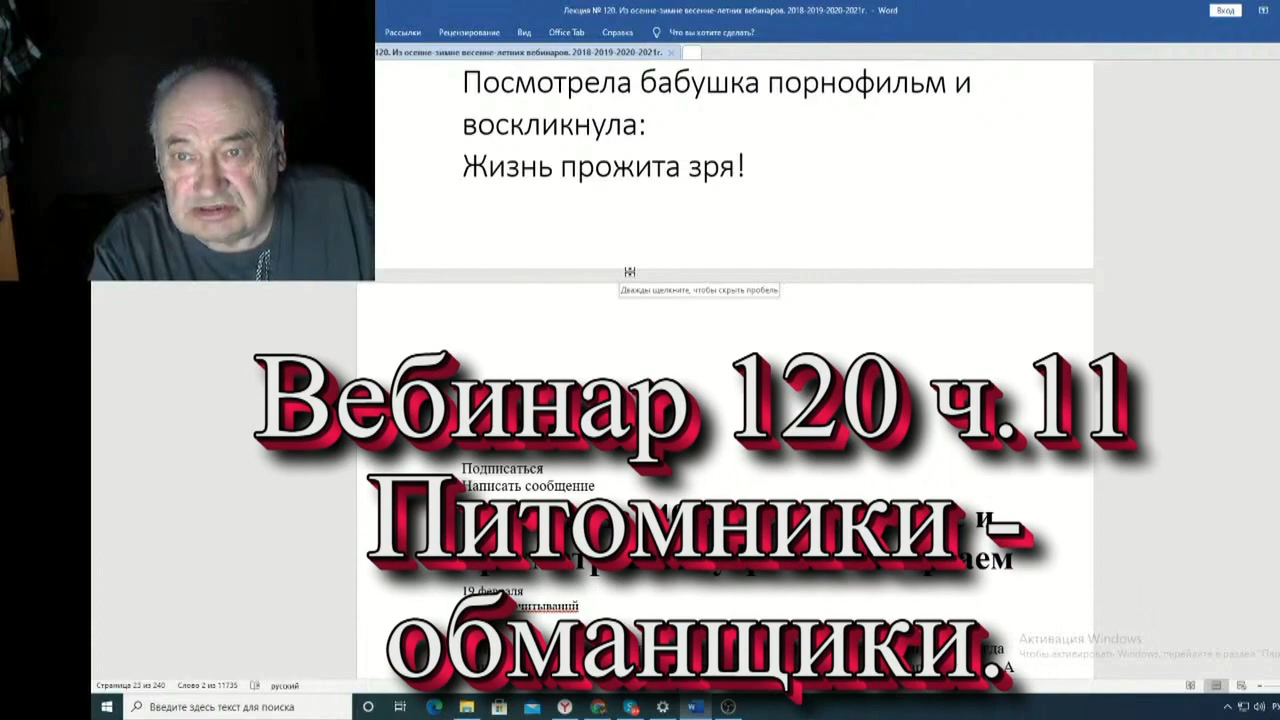 Лекция № 120. Из осенне-зимне весенне-летних вебинаров. 2018-2019-2020-2021г. - Word
Вход
Рассылки Рецензирование Вид Office Tab Справка Что вы хотите сделать?
120. Из осенне-зимне весенне-летних вебинаров. 2018-2019-2020-2021г.
Посмотрела бабушка порнофильм и
воскликнула:
Жизнь прожита зря!
Дважды щелкните, чтобы скрыть пробелы
Вебинар 120 ч.11
Подписаться
Написать сообщение
Питомники -
и
19 февраля
обманщики.
Активация Windows
Чтобы активировать Windows, перейдите в раздел
Страница 23 из 240 Слово 2 из 11735 русский
Введите здесь текст для поиска